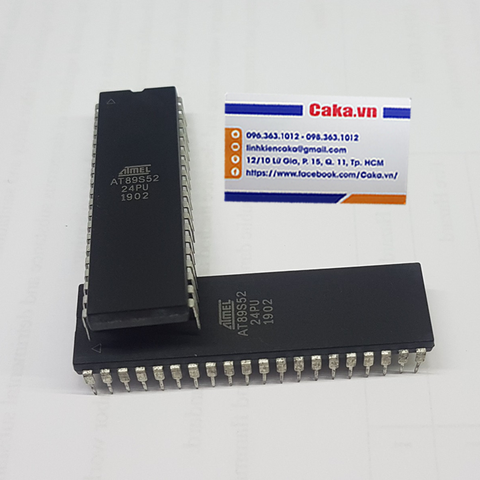 ATMEL
AT89S52
24PU
1902
Caka.vn
096.363.1012 - 098.363.1012
linhkiencaka@gmail.com
12/10 Lữ Gia, P. 15, Q. 11, Tp. HCM
https://www.facebook.com/Caka.vn/
ATMEL
AT89S52
24PU
1902